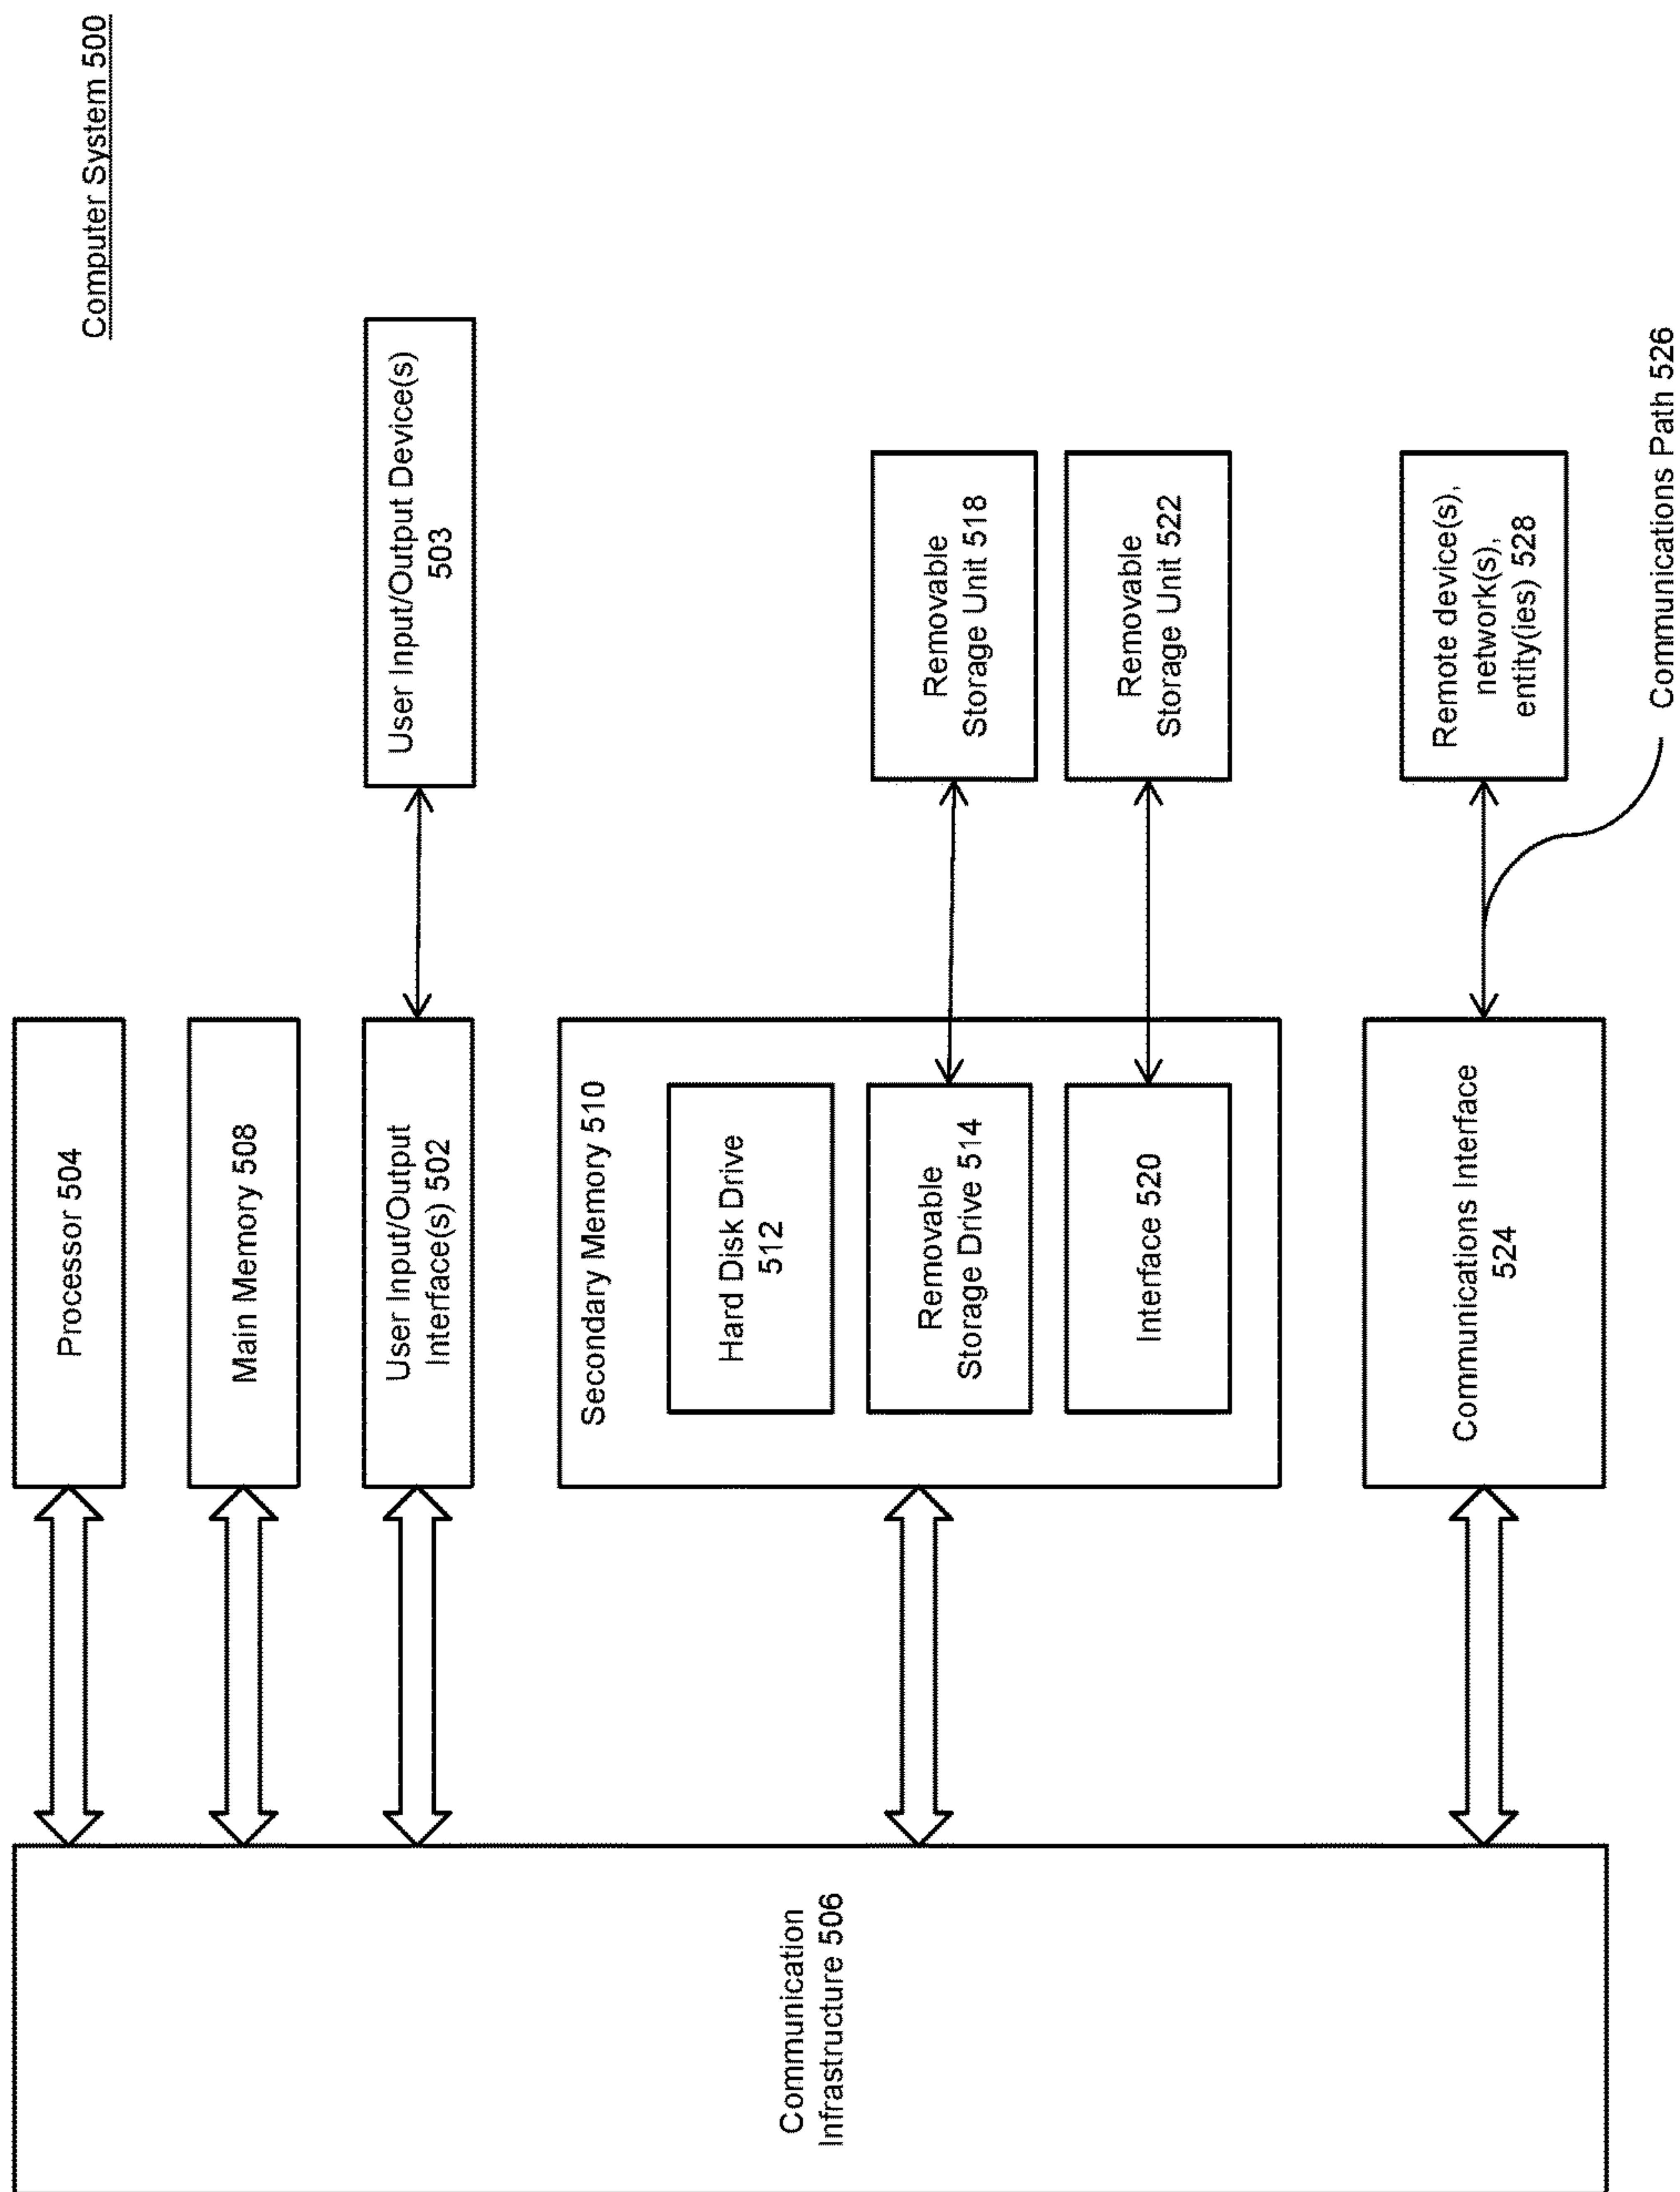 Computer System 500
Processor 504
Main Memory 508
User Input/Output
Interface(s) 502
User Input/Output Device(s)
503
Secondary Memory 510
Hard Disk Drive
512
Removable
Storage Drive 514
Removable
Storage Unit 518
Interface 520
Removable
Storage Unit 522
Communication
Infrastructure 506
Communications Interface
524
Remote device(s),
network(s),
entity(ies) 528
Communications Path 526